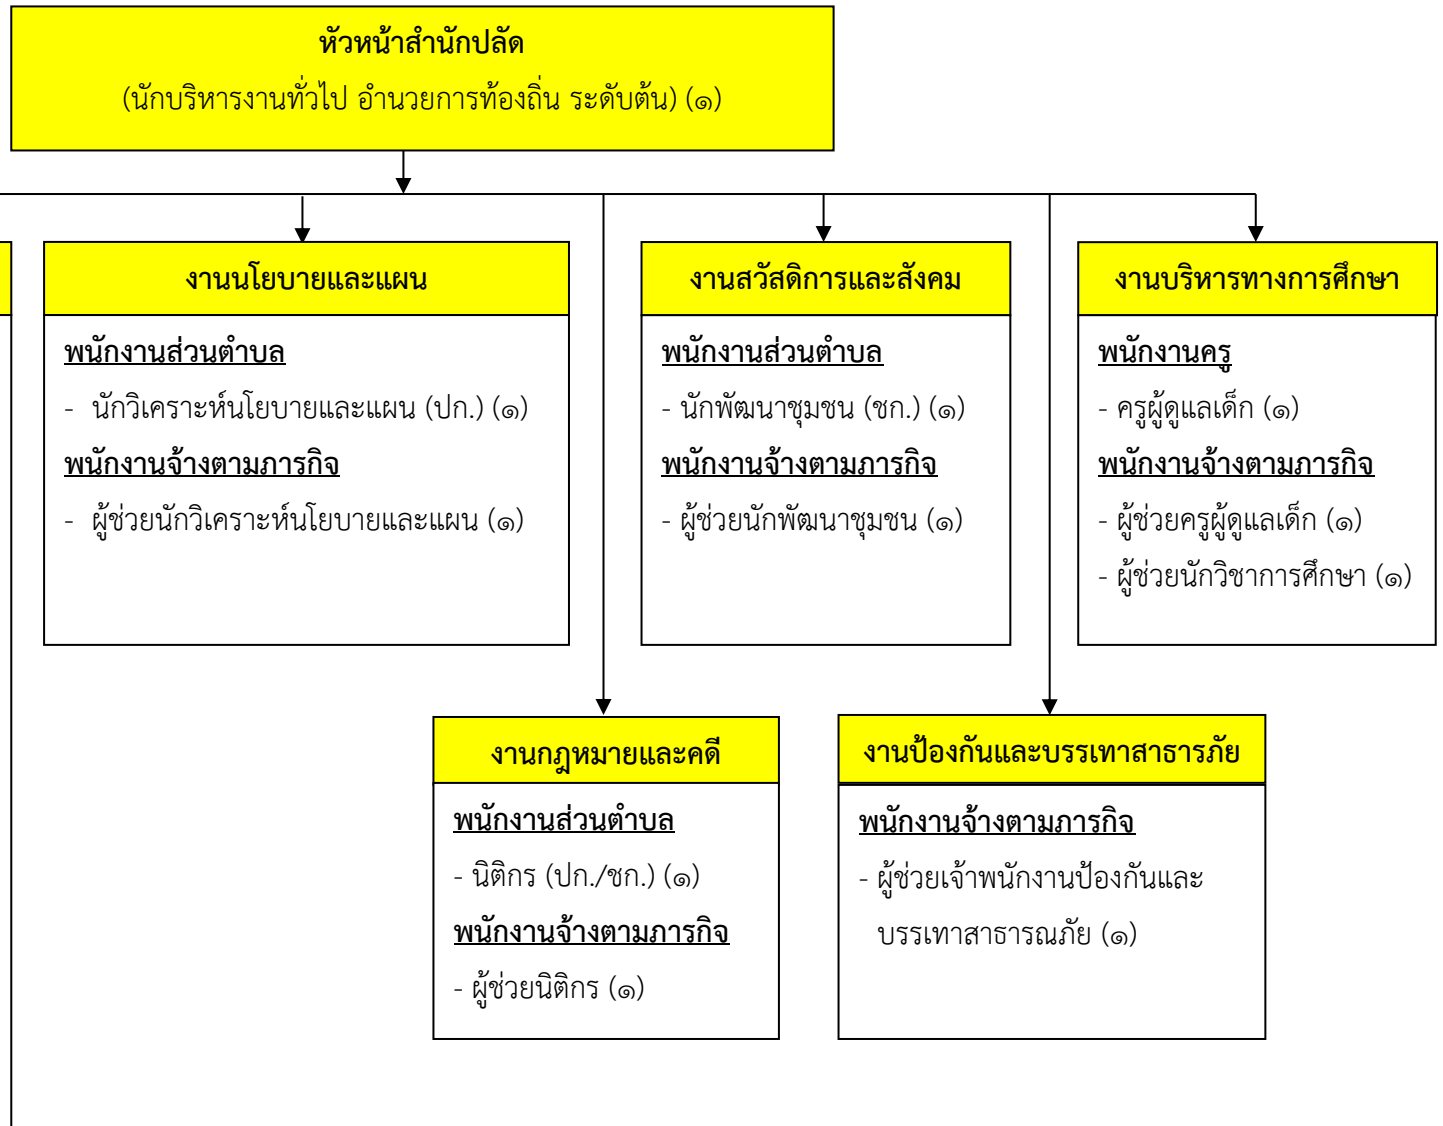 หัวหน้าสำนักปลัด
(นักบริหารงานทั่วไป อำนวยการท้องถิ่น ระดับต้น) (๑)
งานนโยบายและแผน
พนักงานส่วนตำบล
- นักวิเคราะห์นโยบายและแผน (ปก.) (๑)
พนักงานจ้างตามภารกิจ
- ผู้ช่วยนักวิเคราะห์นโยบายและแผน (๑)
งานสวัสดิการและสังคม
พนักงานส่วนตำบล
- นักพัฒนาชุมชน (ชก.) (๑)
พนักงานจ้างตามภารกิจ
- ผู้ช่วยนักพัฒนาชุมชน (๑)
งานบริหารทางการศึกษา
พนักงานครู
- ครูผู้ดูแลเด็ก (๑)
พนักงานจ้างตามภารกิจ
- ผู้ช่วยครูผู้ดูแลเด็ก (๑)
- ผู้ช่วยนักวิชาการศึกษา (๑)
งานกฎหมายและคดี
พนักงานส่วนตำบล
- นิติกร (ปก./ชก.) (๑)
พนักงานจ้างตามภารกิจ
- ผู้ช่วยนิติกร (๑)
งานป้องกันและบรรเทาสาธารภัย
พนักงานจ้างตามภารกิจ
- ผู้ช่วยเจ้าพนักงานป้องกันและ
บรรเทาสาธารณภัย (๑)